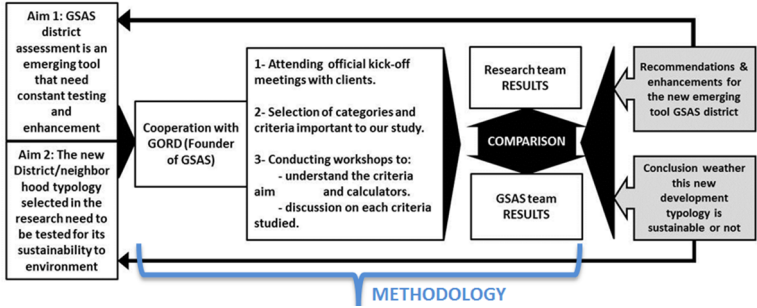 Aim 1: GSAS
district
assessment is an
emerging tool
that need
constant testing
and
enhancement
Aim 2: The new
District/neighbor
hood typology
selected in the
research need to
be tested for its
sustainability to
environment
Cooperation with
GORD (Founder
of GSAS)
1- Attending official kick-off
meetings with clients.
2- Selection of categories and
criteria important to our study.
3- Conducting workshops to:
- understand the criteria
aim and calculators.
- discussion on each criteria
studied.
Research team
RESULTS
COMPARISON
GSAS team
RESULTS
Recommendations &
enhancements for
the new emerging
tool GSAS district
Conclusion weather
this new
development
typology is
sustainable or not
METHODOLOGY